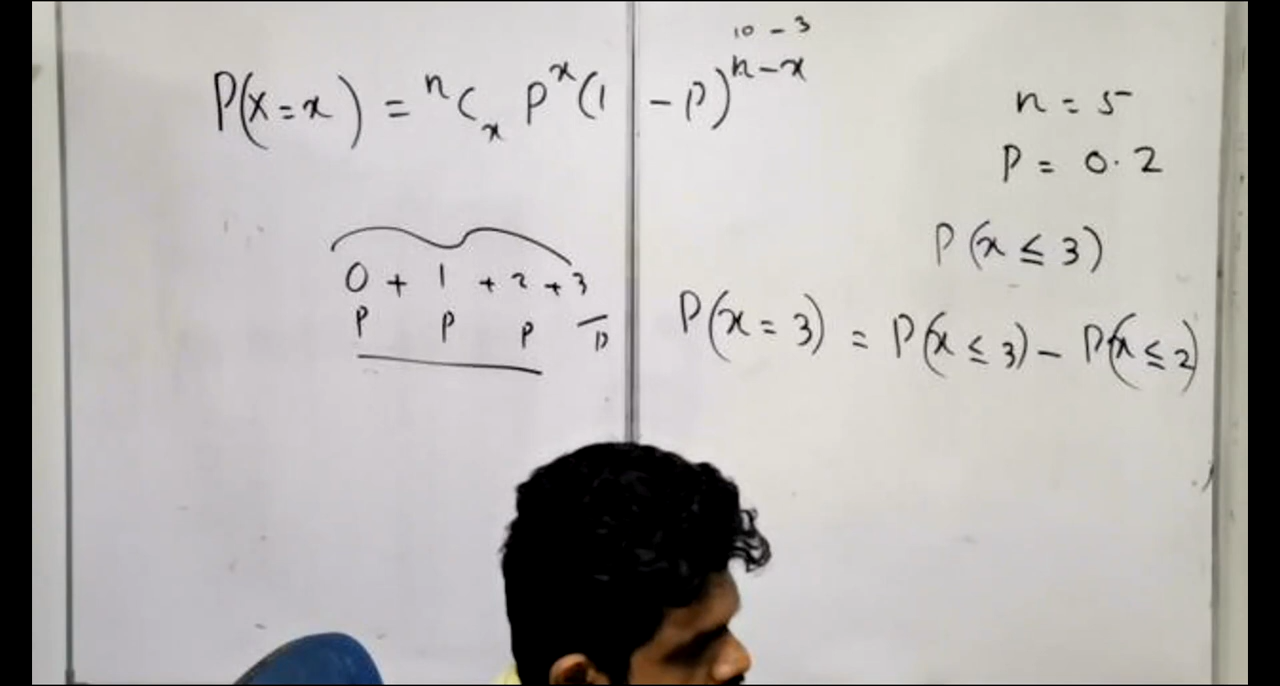 10 - 3
P(x = x) = ⁿCₓ pˣ(1 - p)ⁿ⁻ˣ
n = 5
P = 0.2
P(x ≤ 3)
0 + 1 + 2 + 3
P P P P
P(x = 3) = P(x ≤ 3) - P(x ≤ 2)